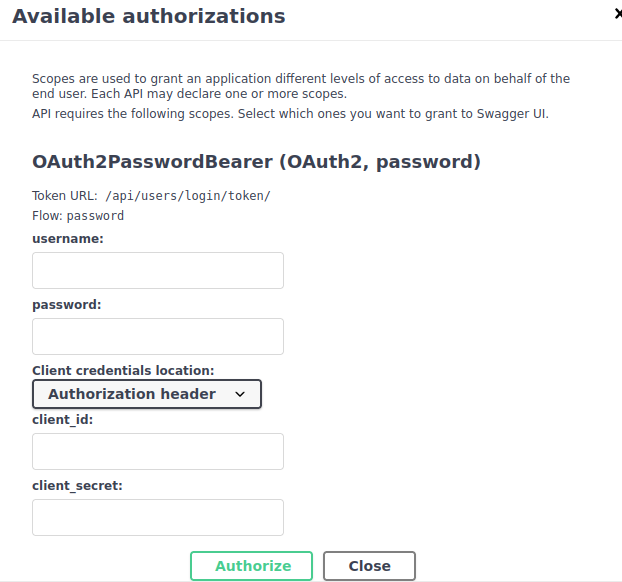 Available authorizations
Scopes are used to grant an application different levels of access to data on behalf of the
end user. Each API may declare one or more scopes.
API requires the following scopes. Select which ones you want to grant to Swagger UI.
OAuth2PasswordBearer (OAuth2, password)
Token URL: /api/users/login/token/
Flow: password
username:
password:
Client credentials location:
Authorization header
client_id:
client_secret:
Authorize Close